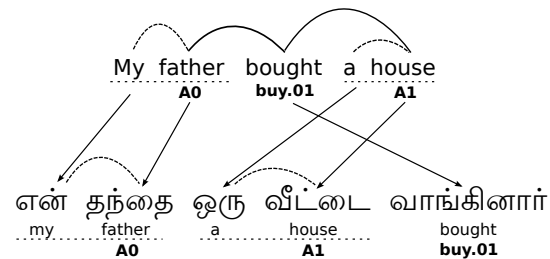 My father bought a house
A0 buy.01 A1
என் தந்தை ஒரு வீட்டை வாங்கினார்
my father a house bought
A0 A1 buy.01